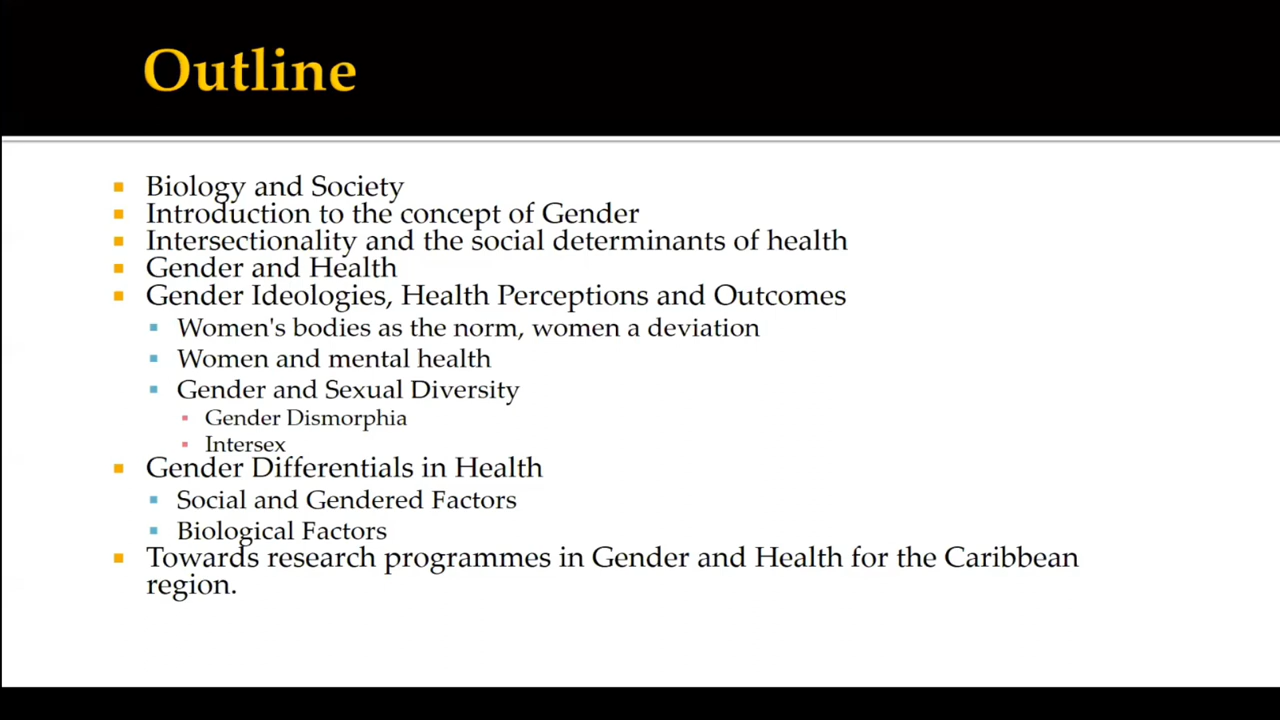 Outline
Biology and Society
Introduction to the concept of Gender
Intersectionality and the social determinants of health
Gender and Health
Gender Ideologies, Health Perceptions and Outcomes
Women's bodies as the norm, women a deviation
Women and mental health
Gender and Sexual Diversity
Gender Dismorphia
Intersex
Gender Differentials in Health
Social and Gendered Factors
Biological Factors
Towards research programmes in Gender and Health for the Caribbean
region.